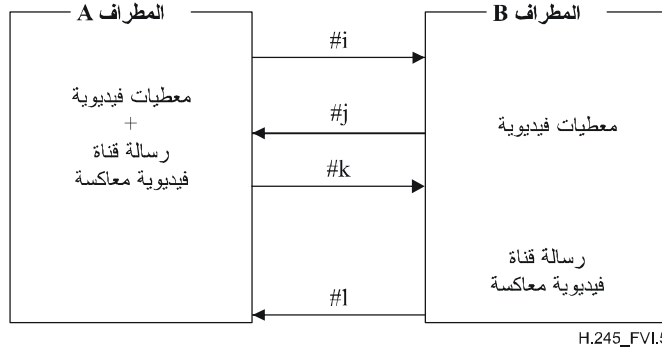 المطراف A
المطراف B
#i
معطيات فيديوية
+
رسالة قناة
فيديوية معاكسة
#j
معطيات فيديوية
#k
رسالة قناة
فيديوية معاكسة
#l
H.245_FVI.5